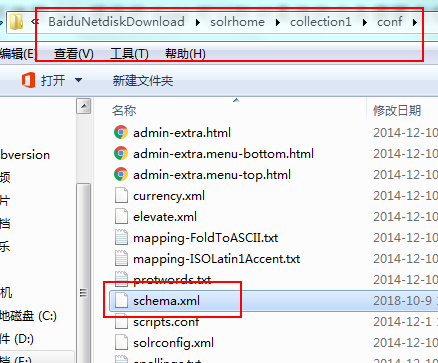 « BaiduNetdiskDownload ▸ solrhome ▸ collection1 ▸ conf ▸
编辑(E) 查看(V) 工具(T) 帮助(H)
打开 新建文件夹
名称 修改日期
admin-extra.html 2014-12-10
admin-extra.menu-bottom.html 2014-12-10
admin-extra.menu-top.html 2014-12-10
currency.xml 2014-12-10
elevate.xml 2014-12-10
mapping-FoldToASCII.txt 2014-12-10
mapping-ISOLatin1Accent.txt 2014-12-10
protwords.txt 2014-12-10
schema.xml 2018-10-9 1
scripts.conf 2014-12-1
solrconfig.xml 2014-12-10
bversion
频
片
档
乐
机
地磁盘 (C:)
件 (D:)
档 (E:)